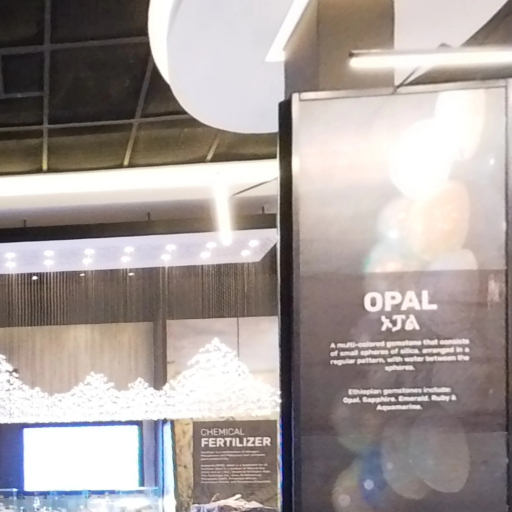 OPAL
ኦፓል
A multi-colored gemstone that consists
of small spheres of silica, arranged in a
regular pattern, with water between the
spheres.
Ethiopian gemstones include:
Opal, Sapphire, Emerald, Ruby &
Aquamarine.
CHEMICAL
FERTILIZER